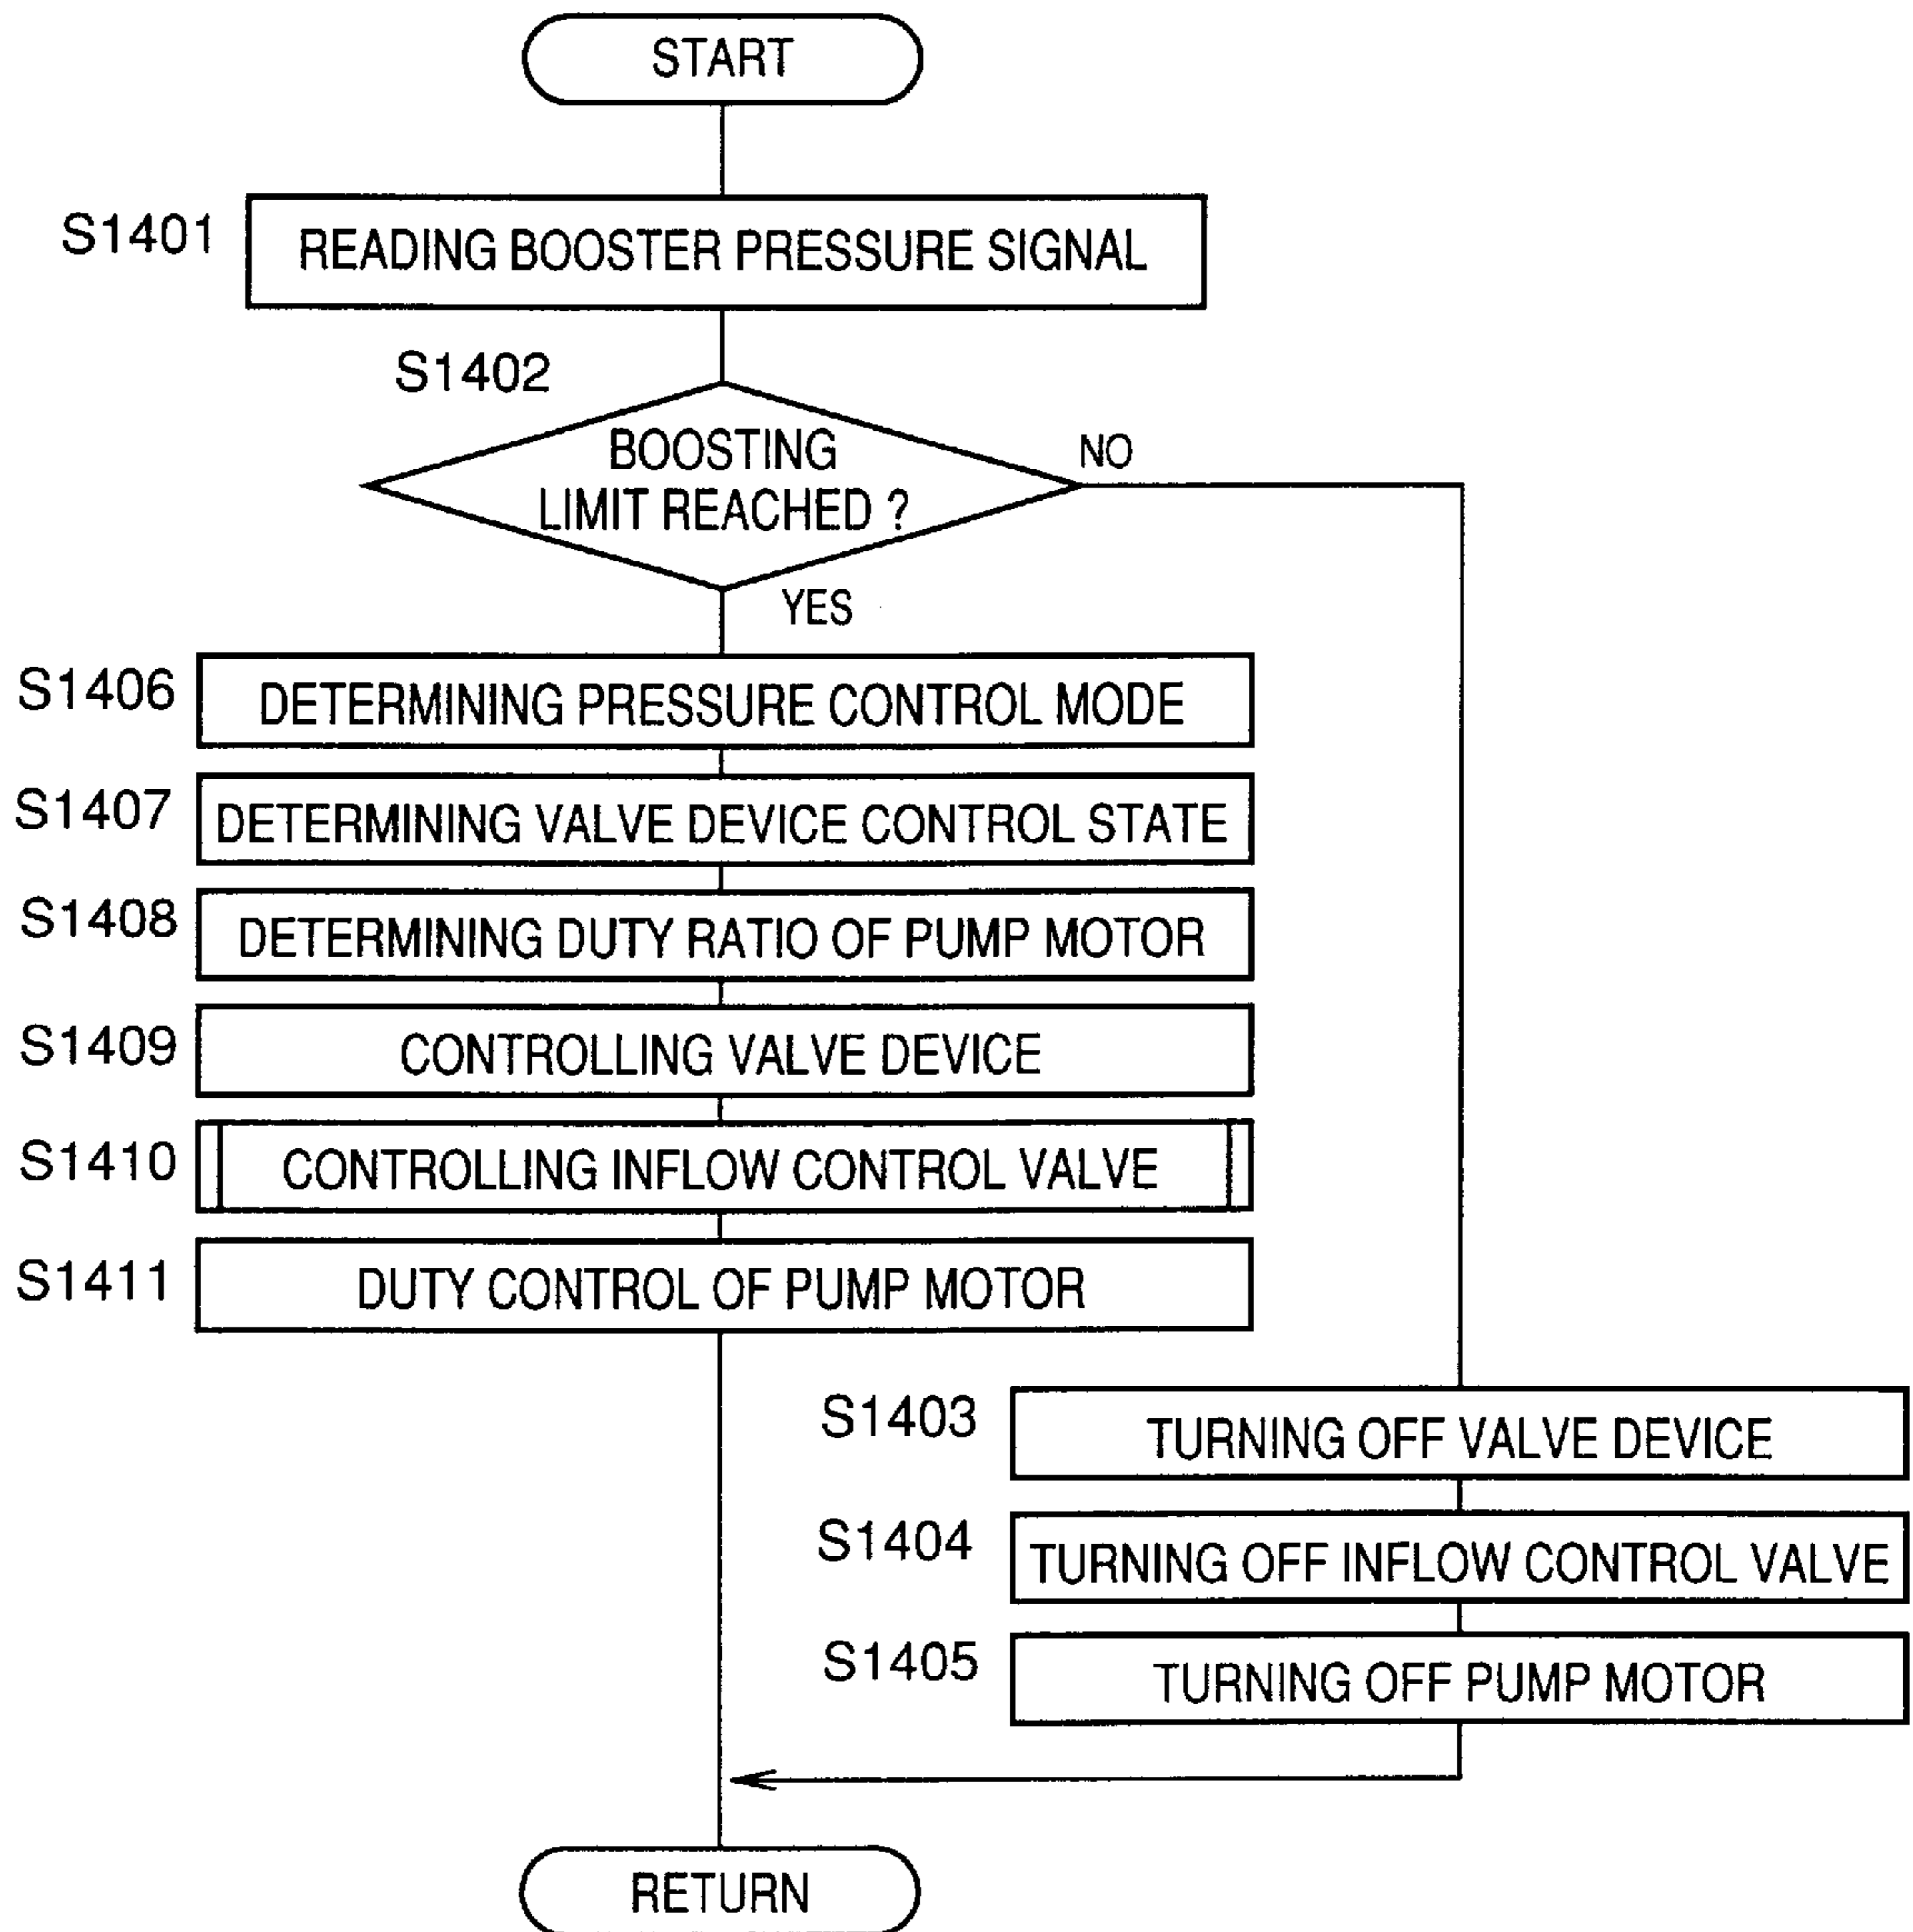 START
S1401
READING BOOSTER PRESSURE SIGNAL
S1402
BOOSTING
LIMIT REACHED ?
NO
YES
S1406
DETERMINING PRESSURE CONTROL MODE
S1407
DETERMINING VALVE DEVICE CONTROL STATE
S1408
DETERMINING DUTY RATIO OF PUMP MOTOR
S1409
CONTROLLING VALVE DEVICE
S1410
CONTROLLING INFLOW CONTROL VALVE
S1411
DUTY CONTROL OF PUMP MOTOR
S1403
TURNING OFF VALVE DEVICE
S1404
TURNING OFF INFLOW CONTROL VALVE
S1405
TURNING OFF PUMP MOTOR
RETURN